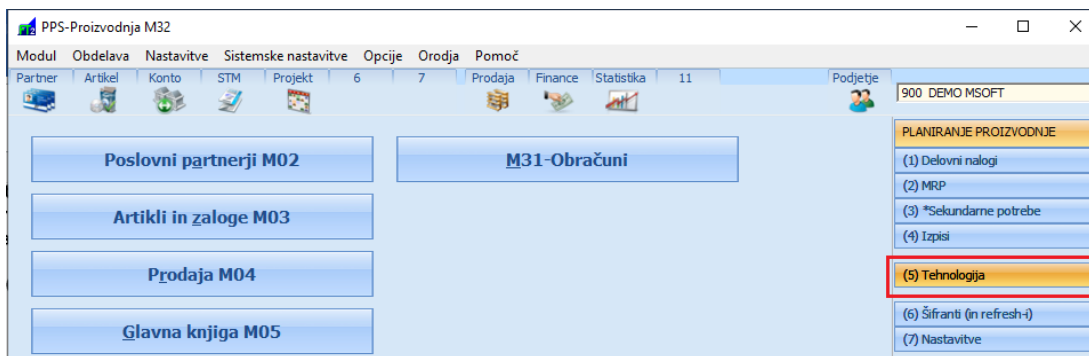 PPS-Proizvodnja M32
Modul Obdelava Nastavitve Sistemske nastavitve Opcije Orodja Pomoč
Partner Artikel Konto STM Projekt 6 7 Prodaja Finance Statistika 11 Podjetje
900 DEMO MSOFT
PLANIRANJE PROIZVODNJE
Poslovni partnerji M02 M31-Obračuni
(1) Delovni nalogi
(2) MRP
Artikli in zaloge M03
(3) *Sekundarne potrebe
(4) Izpisi
Prodaja M04
(5) Tehnologija
Glavna knjiga M05
(6) Šifranti (in refresh-i)
(7) Nastavitve